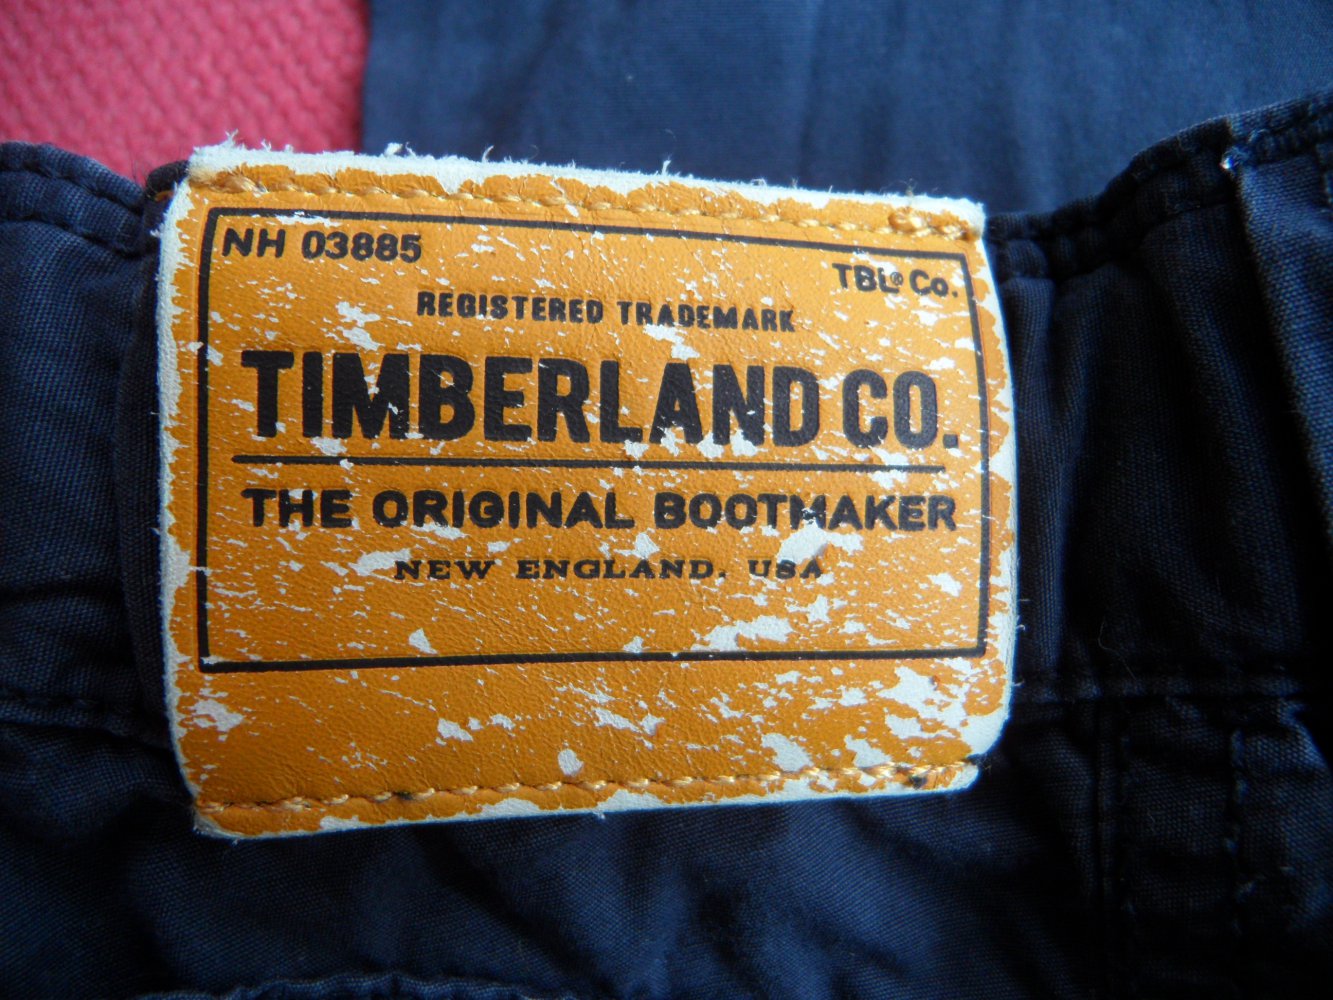 NH 03885
TBL® Co.
REGISTERED TRADEMARK
TIMBERLAND CO.
THE ORIGINAL BOOTMAKER
NEW ENGLAND. USA